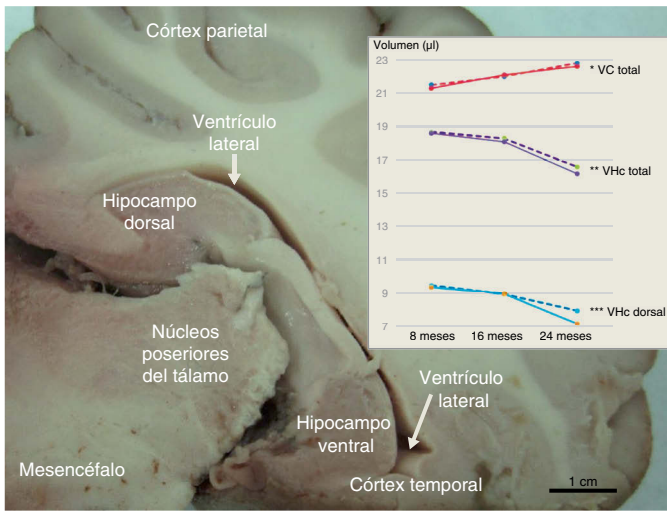 Córtex parietal
Ventrículo
lateral
Hipocampo
dorsal
Núcleos
poseriores
del tálamo
Mesencéfalo
Hipocampo
ventral
Ventrículo
lateral
Córtex temporal
1 cm
Volumen (µl)
23
21
19
17
15
13
11
9
7
* VC total
** VHc total
*** VHc dorsal
8 meses 16 meses 24 meses